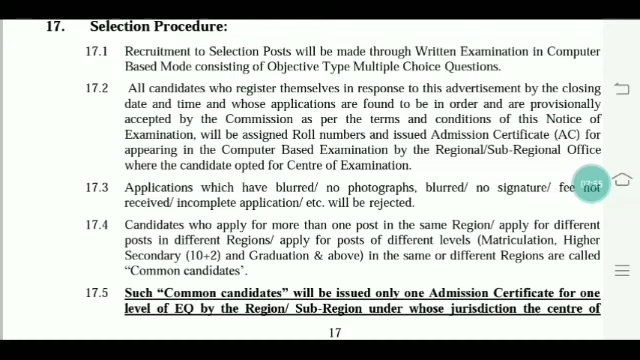 17. Selection Procedure:
17.1 Recruitment to Selection Posts will be made through Written Examination in Computer
Based Mode consisting of Objective Type Multiple Choice Questions.
17.2 All candidates who register themselves in response to this advertisement by the closing
date and time and whose applications are found to be in order and are provisionally
accepted by the Commission as per the terms and conditions of this Notice of
Examination, will be assigned Roll numbers and issued Admission Certificate (AC) for
appearing in the Computer Based Examination by the Regional/Sub-Regional Office
where the candidate opted for Centre of Examination.
17.3 Applications which have blurred/ no photographs, blurred/ no signature/ fee not
received/ incomplete application/ etc. will be rejected.
17.4 Candidates who apply for more than one post in the same Region/ apply for different
posts in different Regions/ apply for posts of different levels (Matriculation, Higher
Secondary (10+2) and Graduation & above) in the same or different Regions are called
"Common candidates'.
17.5 Such "Common candidates" will be issued only one Admission Certificate for one
level of EQ by the Region/ Sub-Region under whose jurisdiction the centre of
17